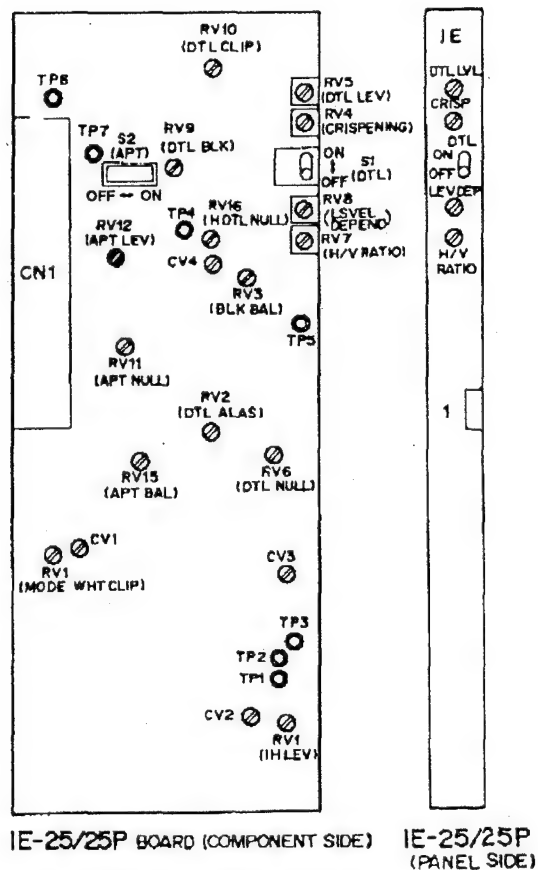 RV10
(DTL CLIP)
TP6
TP7
S2
(APT)
RV9
(DTL BLK)
OFF ↔ ON
RV5
(DTL LEV)
RV4
(CRISPENING)
ON
↕
OFF
S1
(DTL)
RV8
(LSVEL
DEPEND)
RV7
(H/V RATIO)
TP4
RV16
(H DTL NULL)
RV12
(APT LEV)
CV4
CN1
RV3
(BLK BAL)
TP5
RV11
(APT NULL)
RV2
(DTL ALAS)
RV15
(APT BAL)
RV6
(DTL NULL)
CV1
RV1
(MODE WHT CLIP)
CV3
TP3
TP2
TP1
CV2
RV1
(IH LEV)
IE-25/25P BOARD (COMPONENT SIDE)
IE
DTL LVL
CRISP
DTL
ON
OFF
LEV DEP
H/V
RATIO
1
IE-25/25P
(PANEL SIDE)